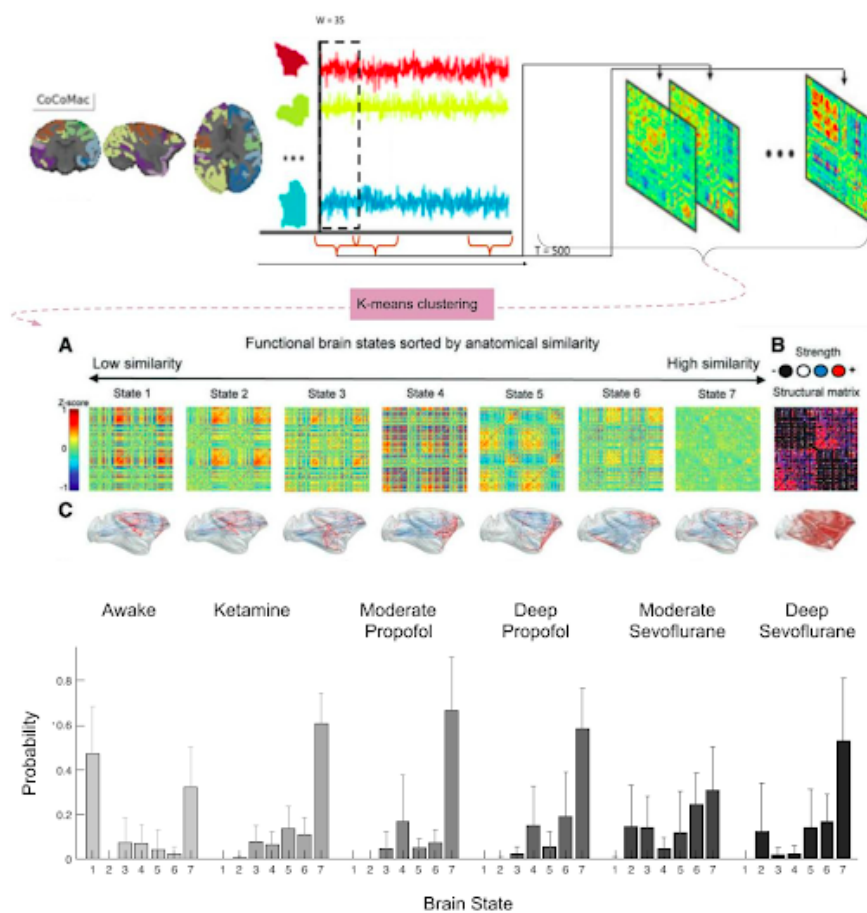 W = 35
CoCoMac
T = 500
K-means clustering
A
Functional brain states sorted by anatomical similarity
B
Low similarity
High similarity
Strength
- +
State 1 State 2 State 3 State 4 State 5 State 6 State 7
Structural matrix
Z-score
1
0
-1
C
Awake Ketamine Moderate Propofol Deep Propofol Moderate Sevoflurane Deep Sevoflurane
Probability
0.8
0.6
0.4
0.2
0
1 2 3 4 5 6 7 1 2 3 4 5 6 7 1 2 3 4 5 6 7 1 2 3 4 5 6 7 1 2 3 4 5 6 7 1 2 3 4 5 6 7
Brain State